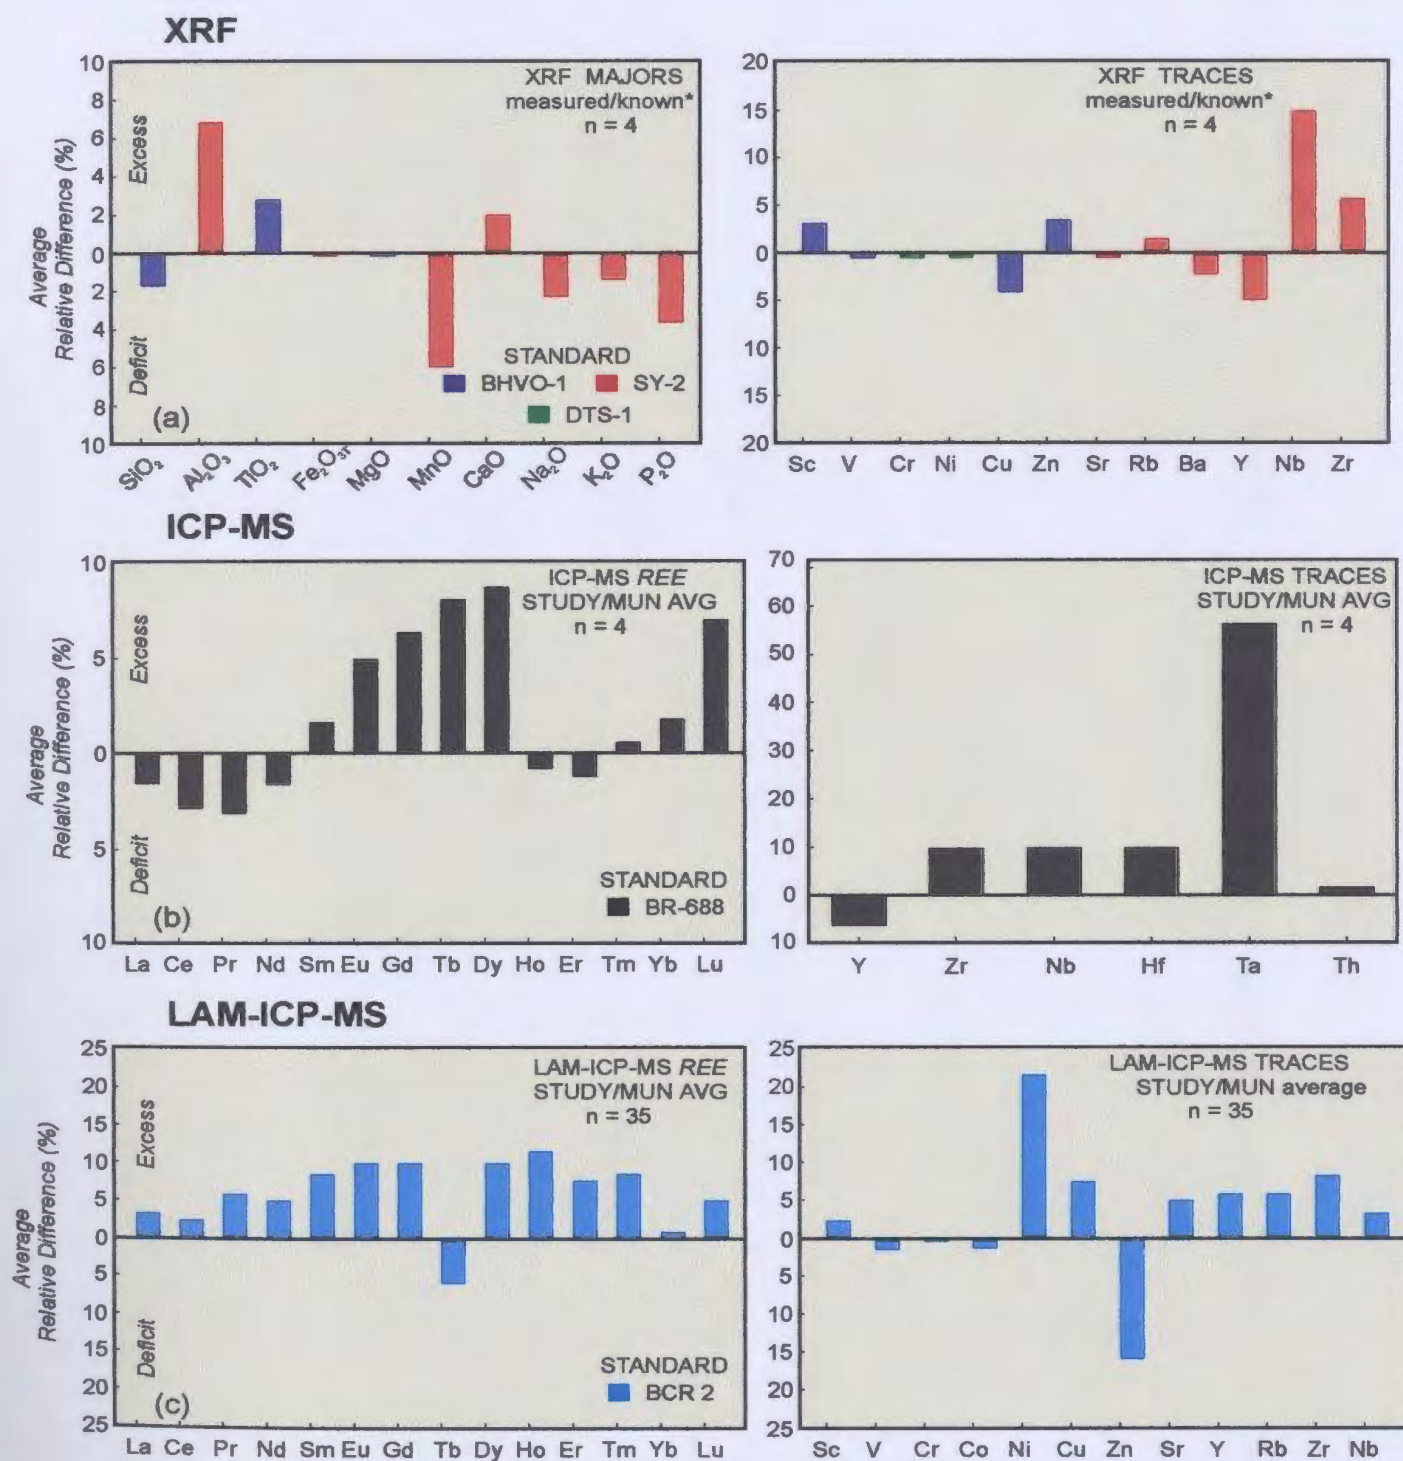 XRF
XRF MAJORS
measured/known*
n = 4
10
8
6
4
2
0
2
4
6
8
10
Excess
Deficit
Average
Relative Difference (%)
STANDARD
BHVO-1 SY-2
DTS-1
(a)
SiO₂ Al₂O₃ TiO₂ Fe₂O₃T MgO MnO CaO Na₂O K₂O P₂O
XRF TRACES
measured/known*
n = 4
20
15
10
5
0
5
10
15
20
Sc V Cr Ni Cu Zn Sr Rb Ba Y Nb Zr
ICP-MS
ICP-MS REE
STUDY/MUN AVG
n = 4
10
5
0
5
10
Excess
Deficit
Average
Relative Difference (%)
STANDARD
BR-688
(b)
La Ce Pr Nd Sm Eu Gd Tb Dy Ho Er Tm Yb Lu
ICP-MS TRACES
STUDY/MUN AVG
n = 4
70
60
50
40
30
20
10
0
10
Y Zr Nb Hf Ta Th
LAM-ICP-MS
LAM-ICP-MS REE
STUDY/MUN AVG
n = 35
25
20
15
10
5
0
5
10
15
20
25
Excess
Deficit
Average
Relative Difference (%)
STANDARD
BCR 2
(c)
La Ce Pr Nd Sm Eu Gd Tb Dy Ho Er Tm Yb Lu
LAM-ICP-MS TRACES
STUDY/MUN average
n = 35
25
20
15
10
5
0
5
10
15
20
25
Sc V Cr Co Ni Cu Zn Sr Y Rb Zr Nb